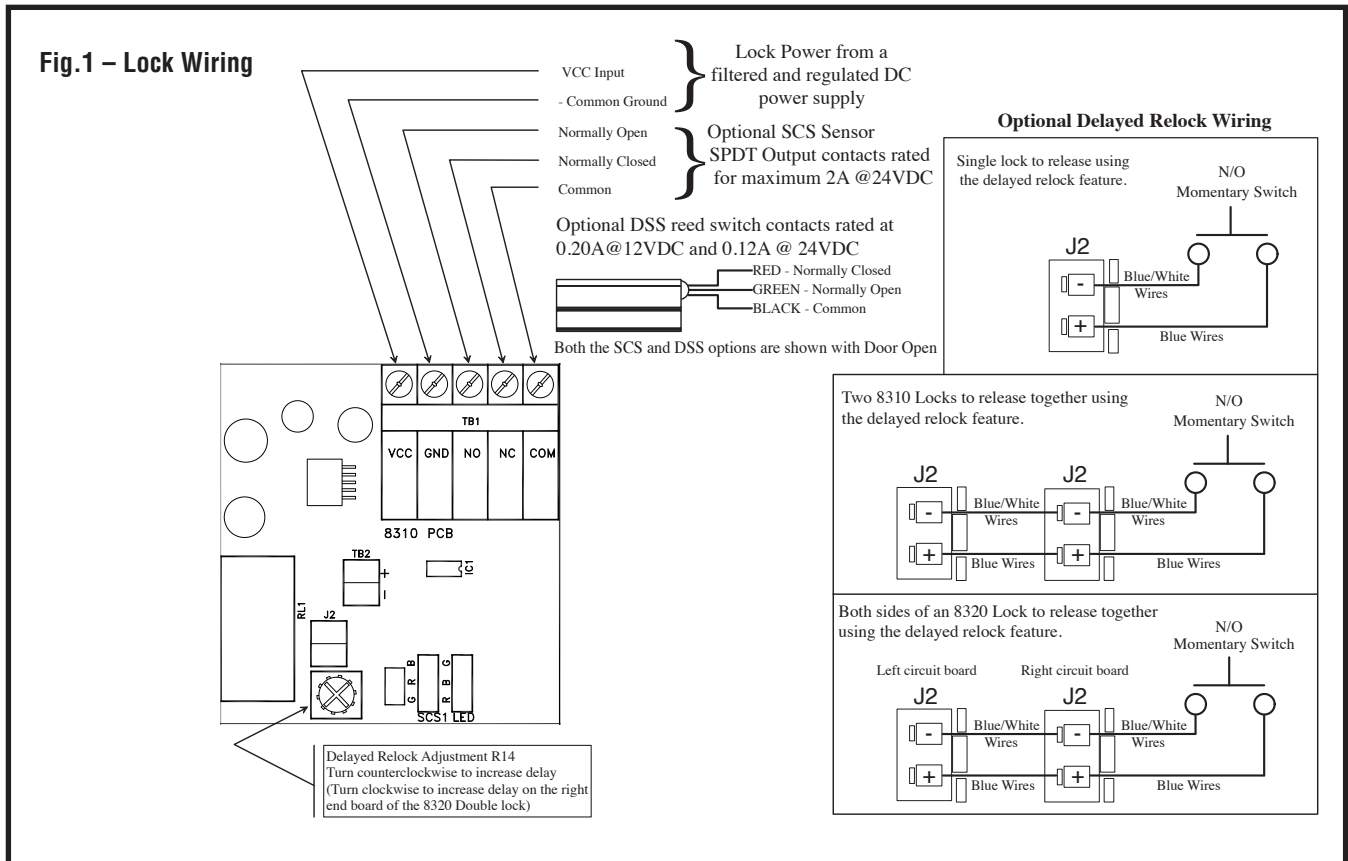 Fig.1 – Lock Wiring
VCC Input
- Common Ground
Lock Power from a
filtered and regulated DC
power supply
Normally Open
Normally Closed
Common
Optional SCS Sensor
SPDT Output contacts rated
for maximum 2A @24VDC
Optional DSS reed switch contacts rated at
0.20A@12VDC and 0.12A @ 24VDC
RED - Normally Closed
GREEN - Normally Open
BLACK - Common
Both the SCS and DSS options are shown with Door Open
TB1
VCC GND NO NC COM
8310 PCB
TB2
+
-
IC1
RL1
J2
G R B
R B G
SCS1 LED
Delayed Relock Adjustment R14
Turn counterclockwise to increase delay
(Turn clockwise to increase delay on the right
end board of the 8320 Double lock)
Optional Delayed Relock Wiring
Single lock to release using
the delayed relock feature.
N/O
Momentary Switch
J2
-
Blue/White
Wires
+
Blue Wires
Two 8310 Locks to release together using
the delayed relock feature.
N/O
Momentary Switch
J2 J2
- Blue/White - Blue/White
Wires Wires
+ +
Blue Wires Blue Wires
Both sides of an 8320 Lock to release together
using the delayed relock feature.
N/O
Momentary Switch
Left circuit board Right circuit board
J2 J2
- Blue/White - Blue/White
Wires Wires
+ +
Blue Wires Blue Wires